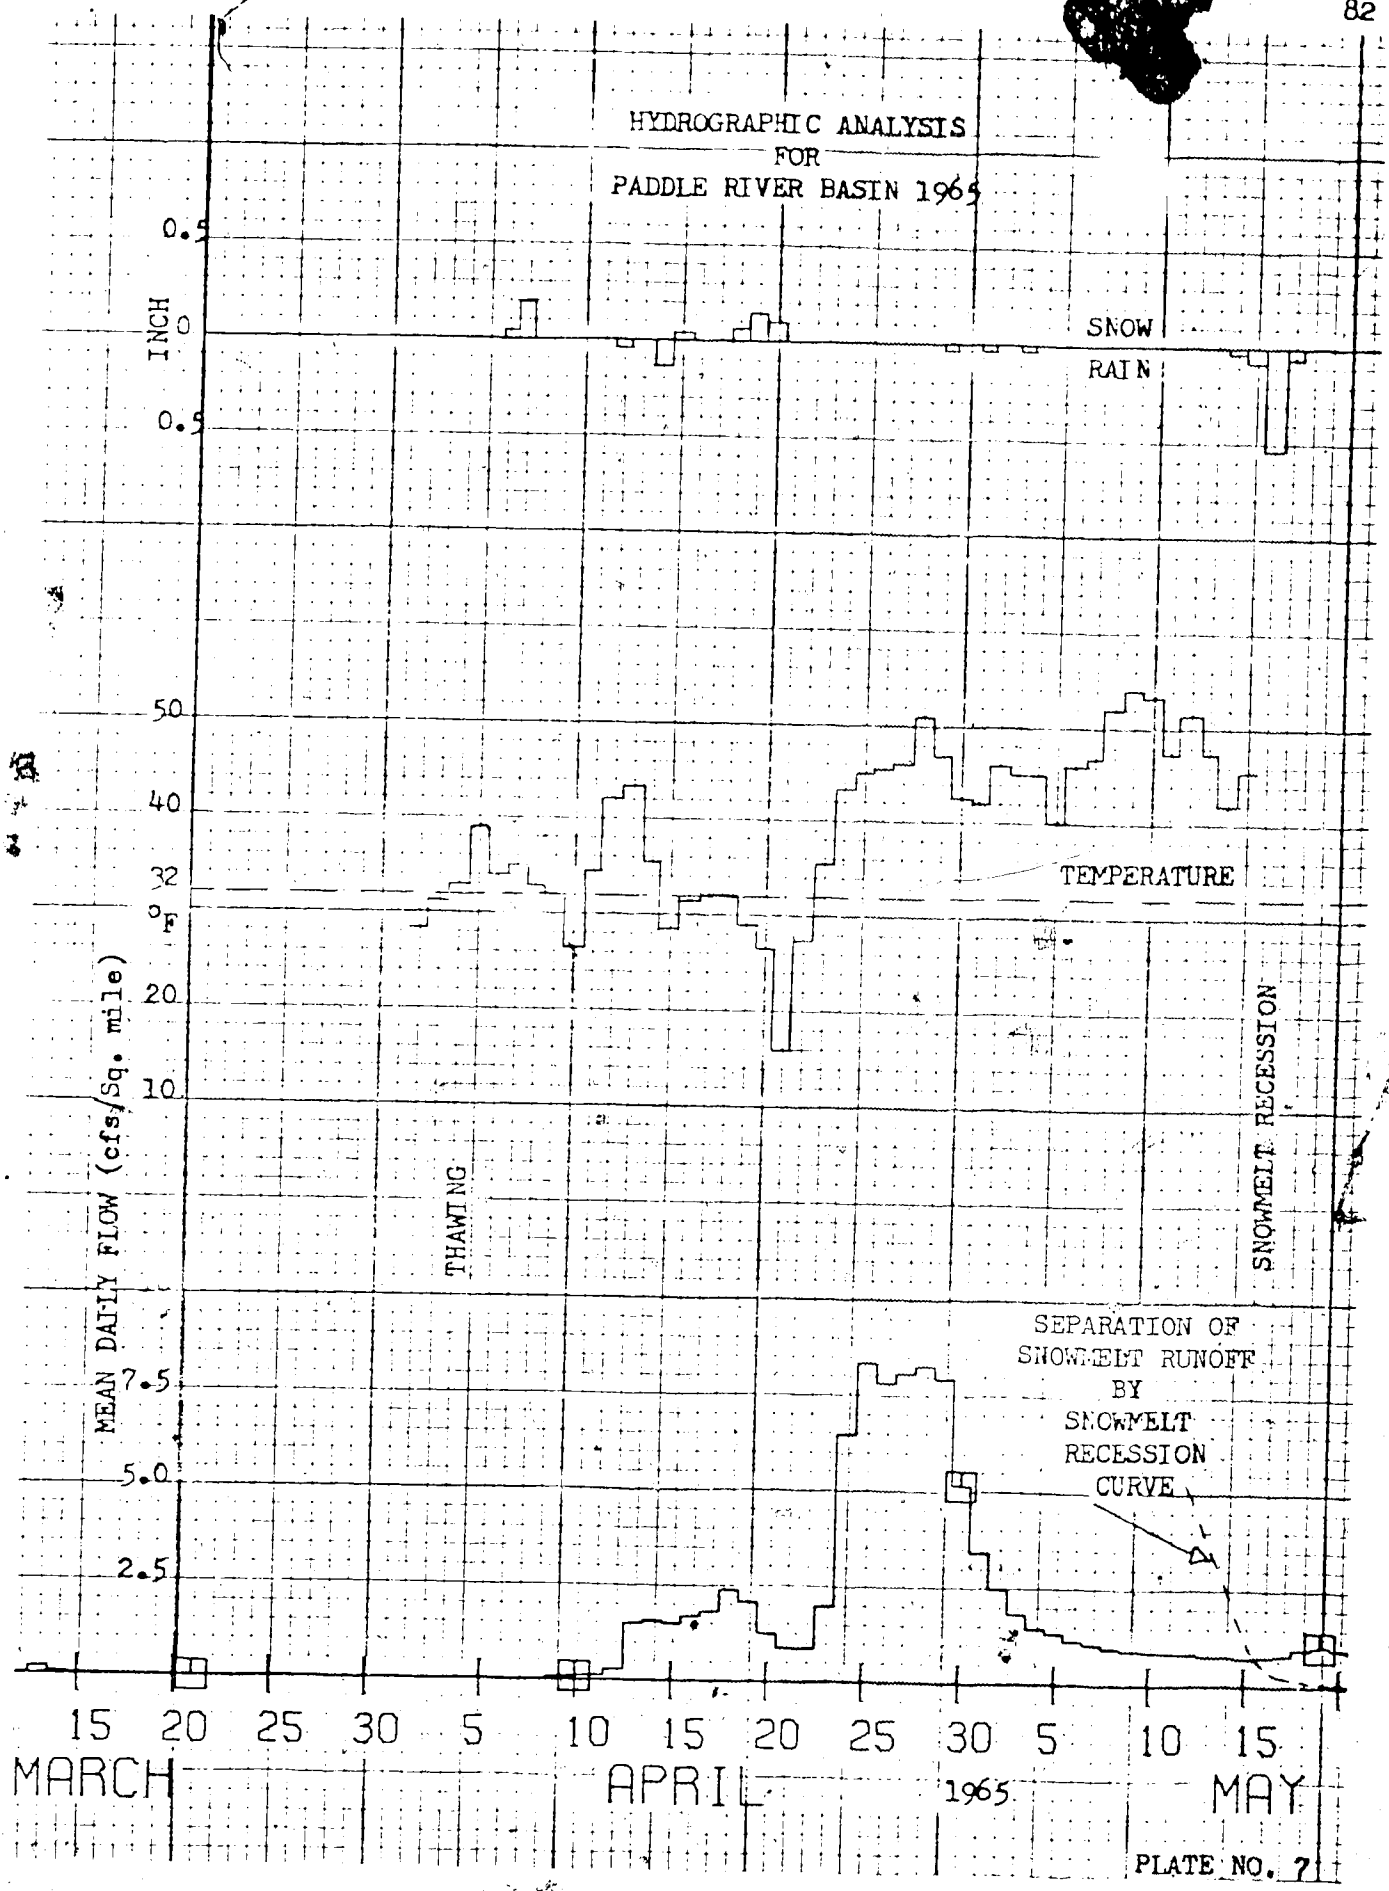 82
HYDROGRAPHIC ANALYSIS
FOR
PADDLE RIVER BASIN 1965
0.5
INCH
0
SNOW
RAIN
0.5
50
40
32
°F
TEMPERATURE
20
10
MEAN DAILY FLOW (cfs/Sq. mile)
THAWING
SNOWMELT RECESSION
SEPARATION OF
SNOWMELT RUNOFF
BY
SNOWMELT
RECESSION
CURVE
7.5
5.0
2.5
15 20 25 30 5 10 15 20 25 30 5 10 15
MARCH APRIL 1965 MAY
PLATE NO. 7